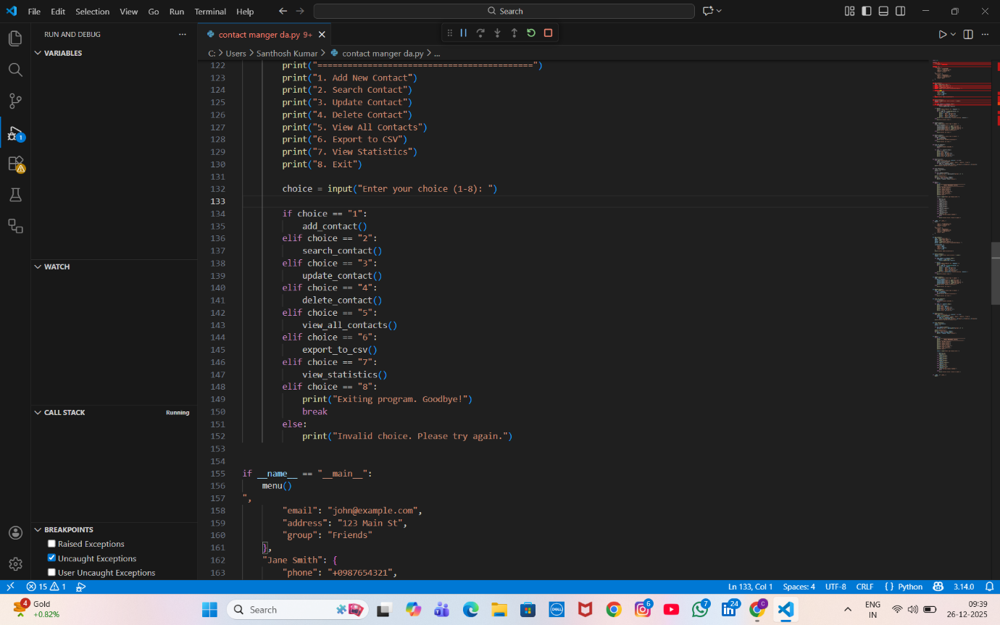 File Edit Selection View Go Run Terminal Help
Search
RUN AND DEBUG
contact manger da.py 9+
VARIABLES
C: > Users > Santhosh Kumar > contact manger da.py > ...
122 print("===========================================")
123 print("1. Add New Contact")
124 print("2. Search Contact")
125 print("3. Update Contact")
126 print("4. Delete Contact")
127 print("5. View All Contacts")
128 print("6. Export to CSV")
129 print("7. View Statistics")
130 print("8. Exit")
131
132 choice = input("Enter your choice (1-8): ")
133
134 if choice == "1":
135 add_contact()
136 elif choice == "2":
137 search_contact()
138 elif choice == "3":
139 update_contact()
140 elif choice == "4":
141 delete_contact()
142 elif choice == "5":
143 view_all_contacts()
144 elif choice == "6":
145 export_to_csv()
146 elif choice == "7":
147 view_statistics()
148 elif choice == "8":
149 print("Exiting program. Goodbye!")
150 break
151 else:
152 print("Invalid choice. Please try again.")
153
154
155 if __name__ == "__main__":
156 menu()
157 ",
158 "email": "john@example.com",
159 "address": "123 Main St",
160 "group": "Friends"
161 },
162 "Jane Smith": {
163 "phone": "+0987654321",
WATCH
CALL STACK
Running
BREAKPOINTS
Raised Exceptions
Uncaught Exceptions
User Uncaught Exceptions
1
15 1
Ln 133, Col 1 Spaces: 4 UTF-8 CRLF { } Python 3.14.0
4
Gold
+0.82%
Search
DELL
6
7
24
C
ENG
IN
09:39
26-12-2025